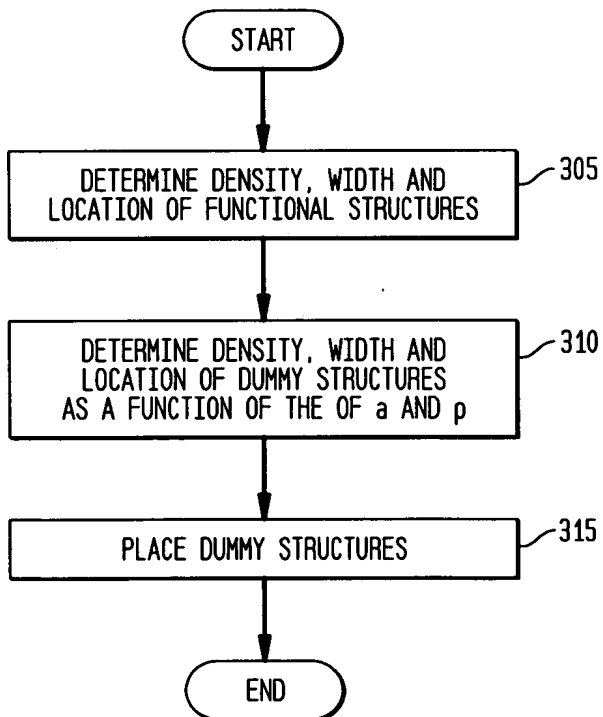 START
DETERMINE DENSITY, WIDTH AND
LOCATION OF FUNCTIONAL STRUCTURES
305
DETERMINE DENSITY, WIDTH AND
LOCATION OF DUMMY STRUCTURES
AS A FUNCTION OF THE OF a AND p
310
PLACE DUMMY STRUCTURES
315
END